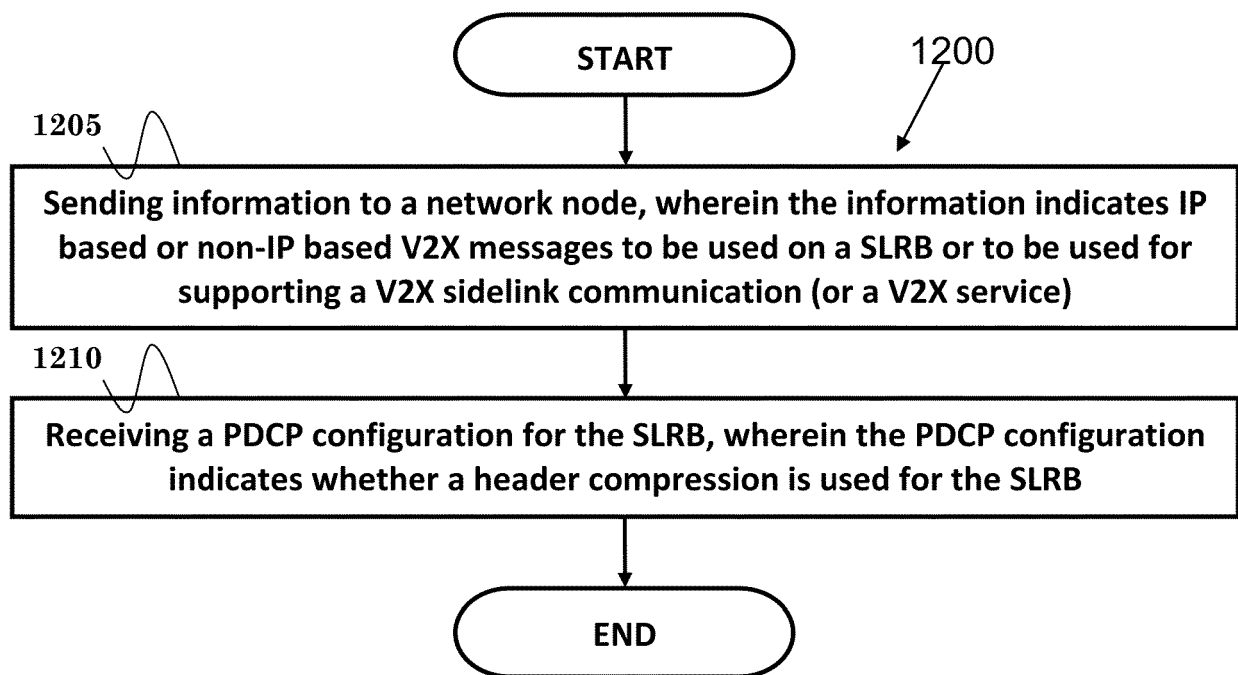 START
1200
1205
Sending information to a network node, wherein the information indicates IP
based or non-IP based V2X messages to be used on a SLRB or to be used for
supporting a V2X sidelink communication (or a V2X service)
1210
Receiving a PDCP configuration for the SLRB, wherein the PDCP configuration
indicates whether a header compression is used for the SLRB
END